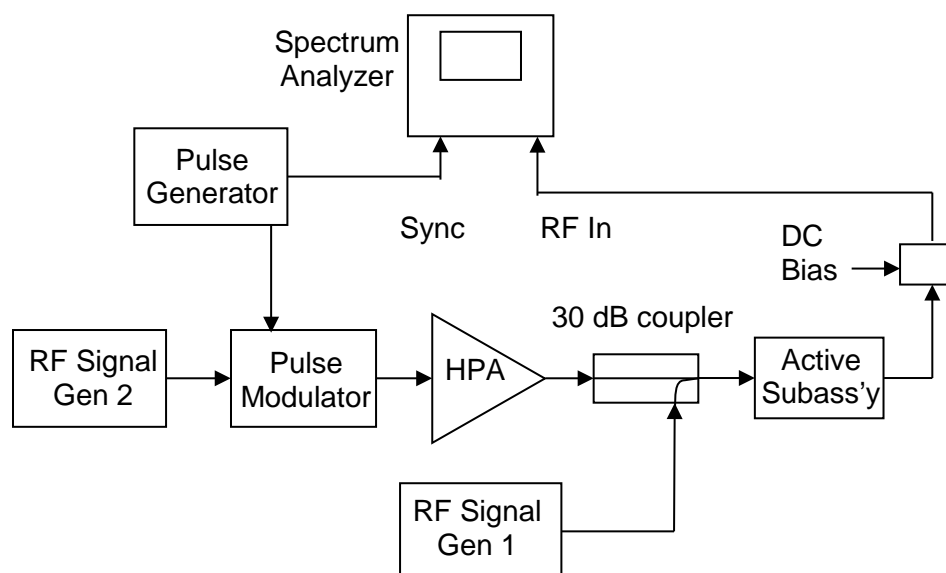 Spectrum
Analyzer
Pulse
Generator
Sync
RF In
DC
Bias
30 dB coupler
RF Signal
Gen 2
Pulse
Modulator
HPA
Active
Subass'y
RF Signal
Gen 1